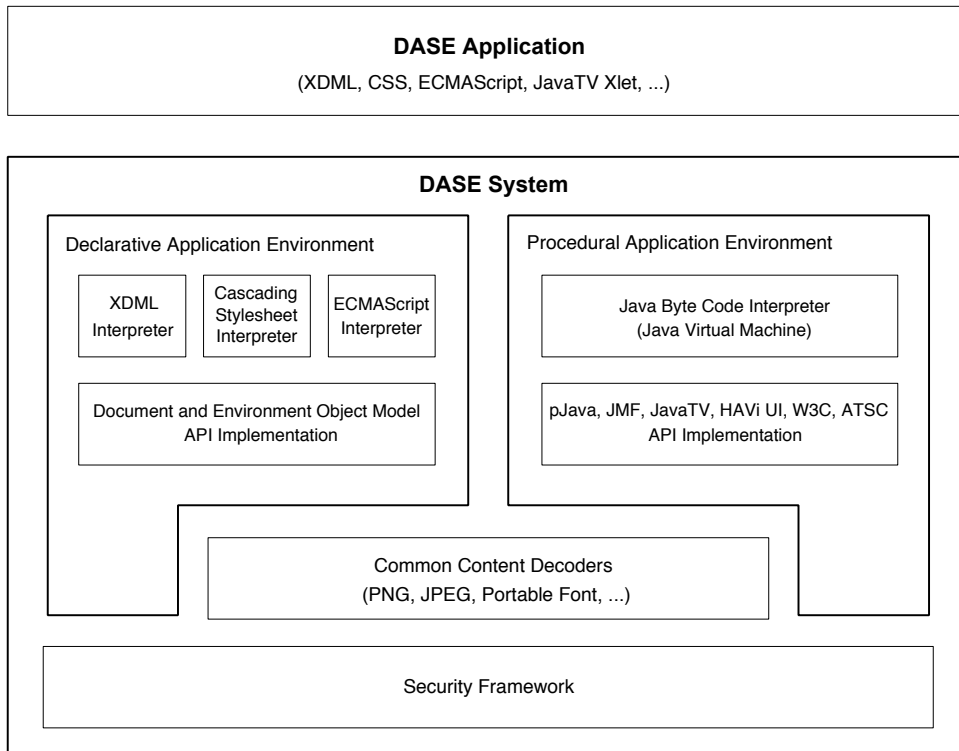 DASE Application
(XDML, CSS, ECMAScript, JavaTV Xlet, ...)
DASE System
Declarative Application Environment
XDML
Interpreter
Cascading
Stylesheet
Interpreter
ECMAScript
Interpreter
Document and Environment Object Model
API Implementation
Procedural Application Environment
Java Byte Code Interpreter
(Java Virtual Machine)
pJava, JMF, JavaTV, HAVi UI, W3C, ATSC
API Implementation
Common Content Decoders
(PNG, JPEG, Portable Font, ...)
Security Framework